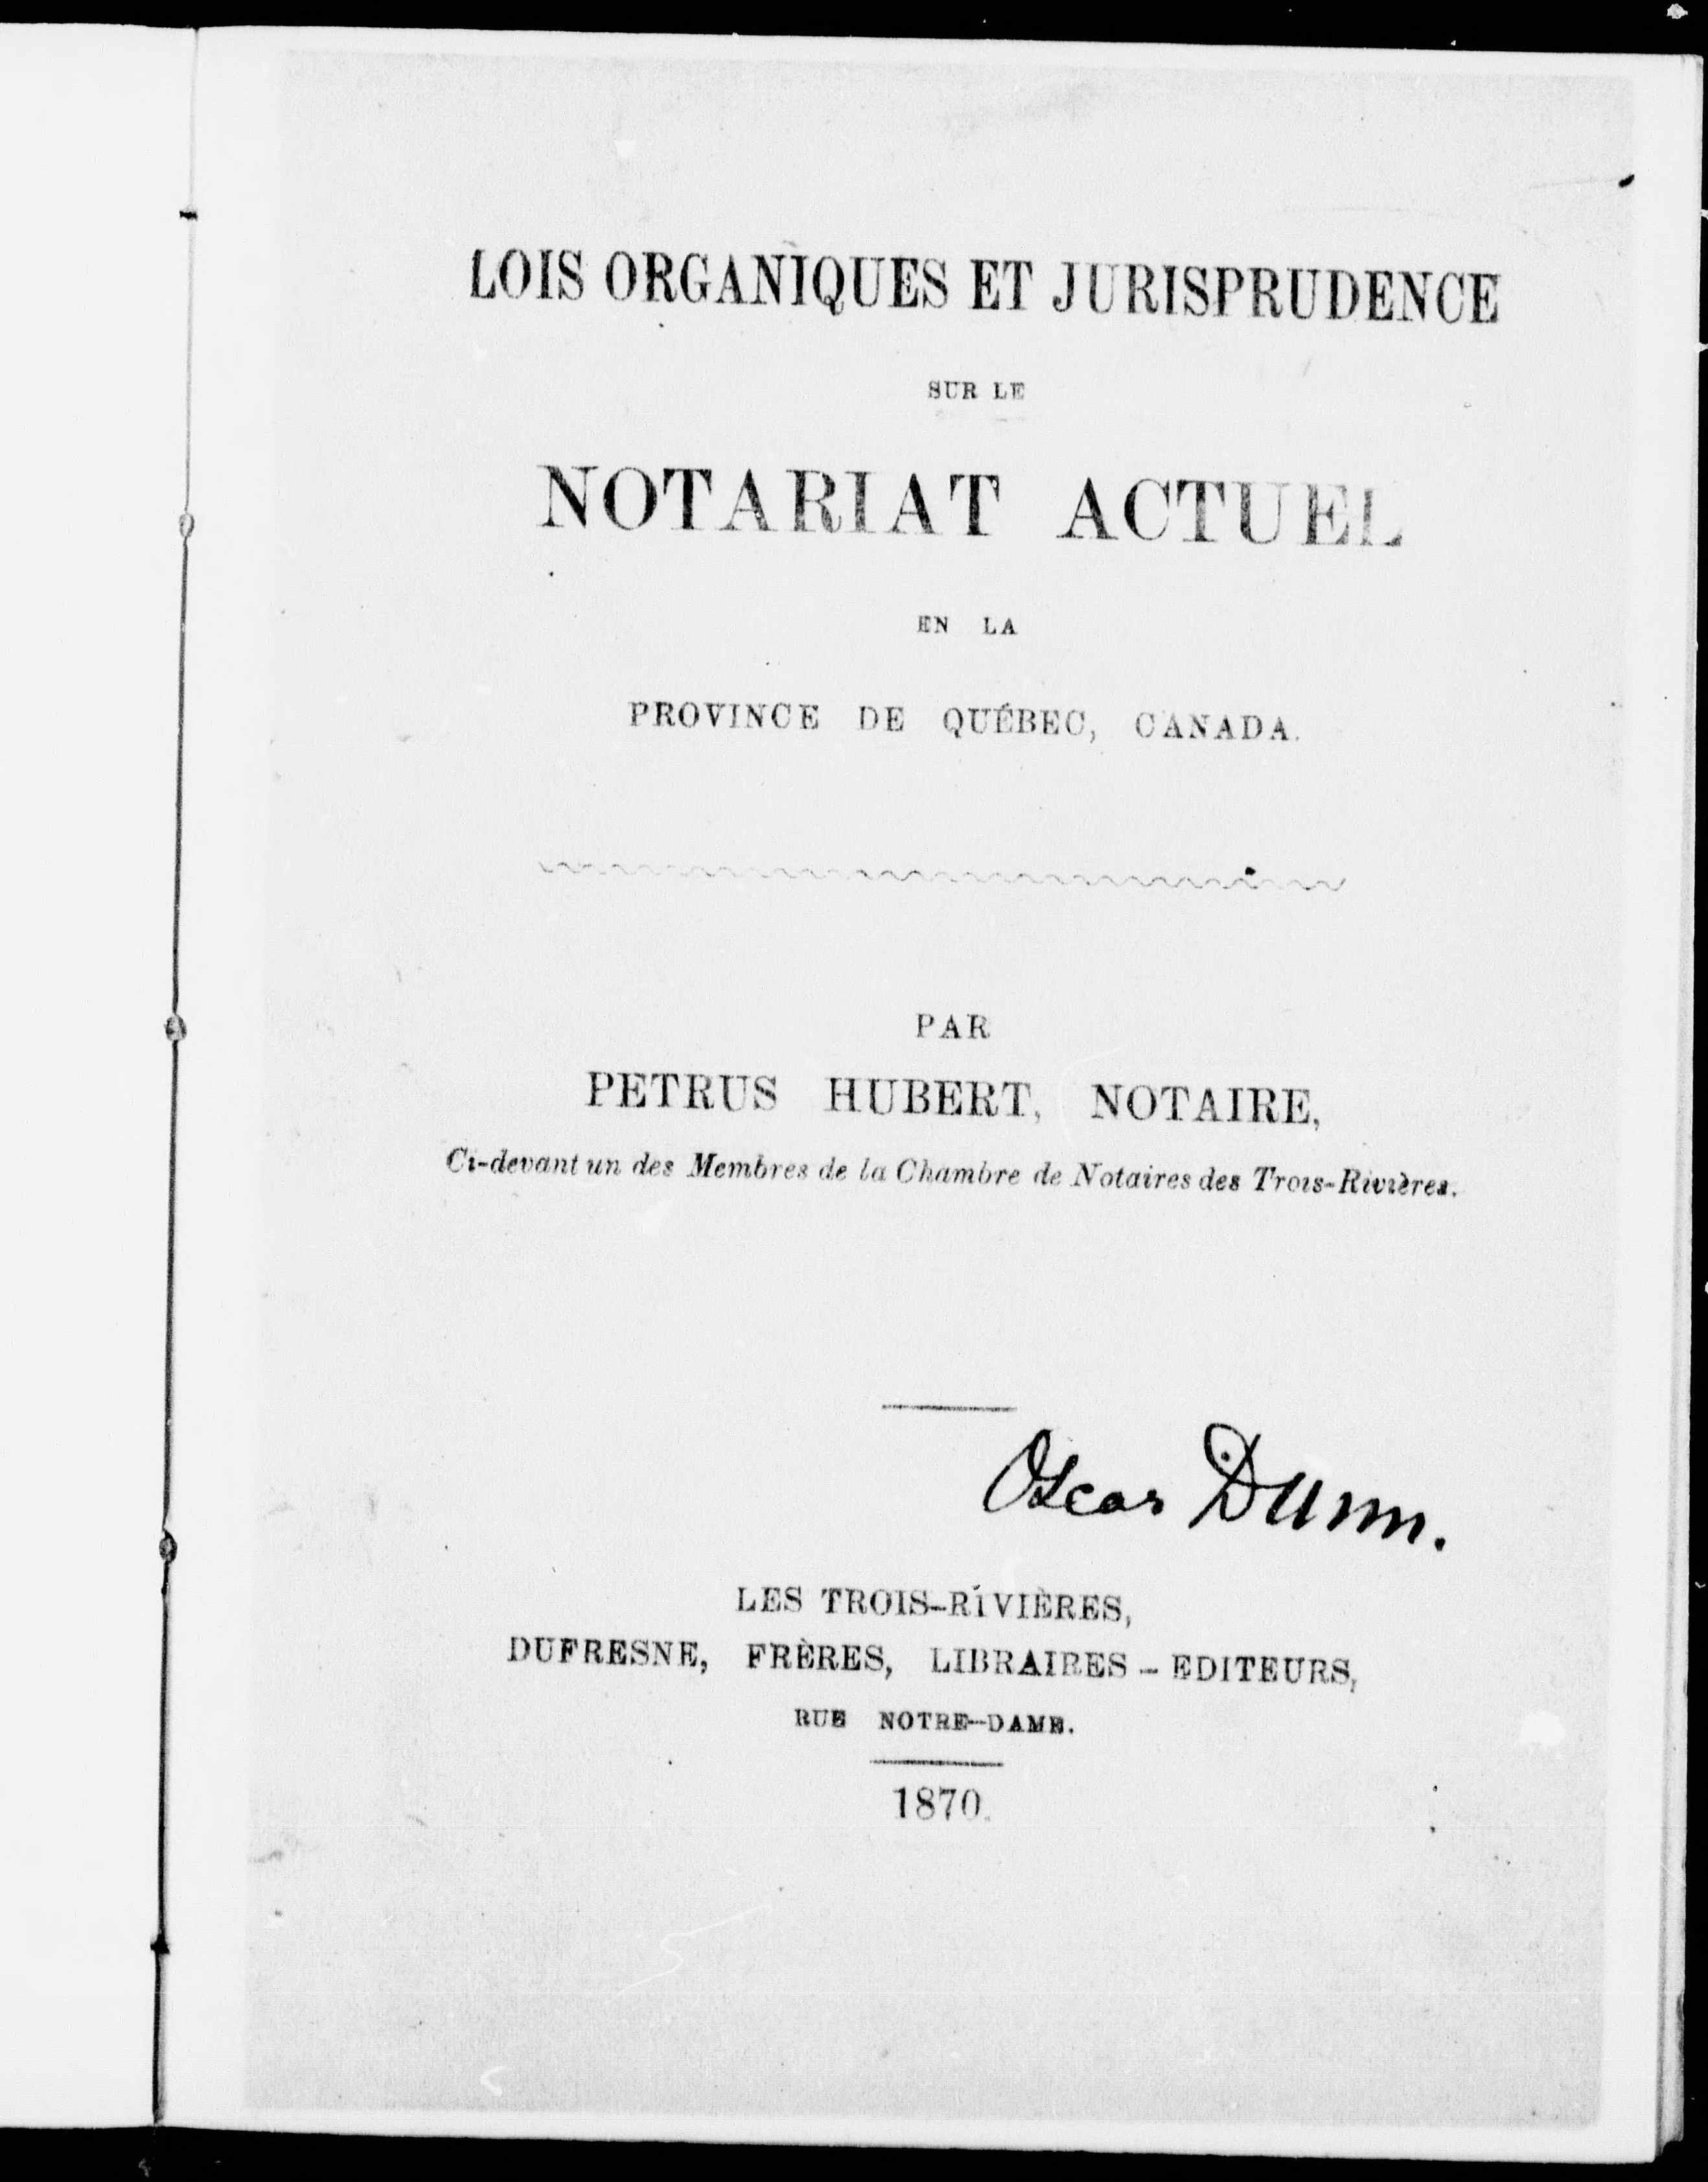 LOIS ORGANIQUES ET JURISPRUDENCE
SUR LE
NOTARIAT ACTUEL
EN LA
PROVINCE DE QUÉBEC, CANADA.
PAR
PETRUS HUBERT, NOTAIRE,
Ci-devant un des Membres de la Chambre de Notaires des Trois-Rivières.
Oscar Dunn.
LES TROIS-RIVIÈRES,
DUFRESNE, FRÈRES, LIBRAIRES-EDITEURS,
RUE NOTRE-DAME.
1870.